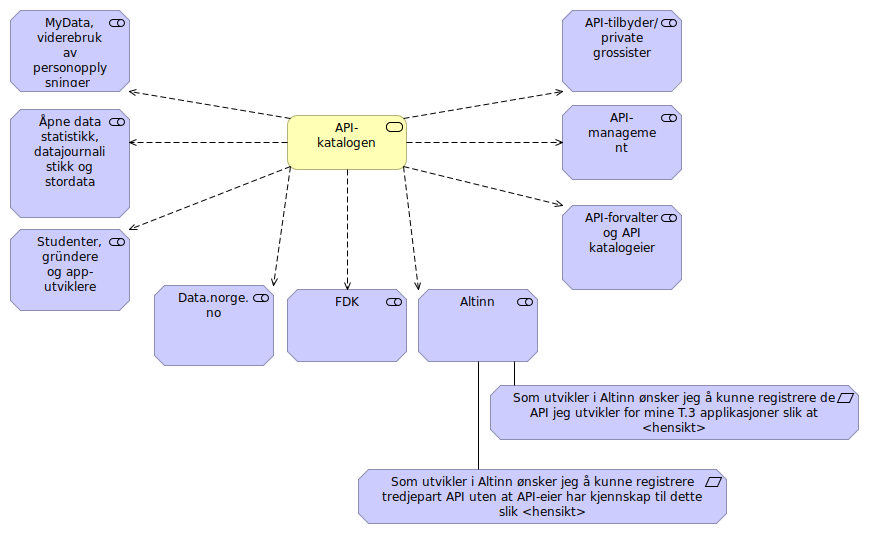 MyData,
viderebruk
av
personopply
sninger
API-tilbyder/
private
grossister
Åpne data
statistikk,
datajournali
stikk og
stordata
API-
katalogen
API-
manageme
nt
Studenter,
gründere
og app-
utviklere
API-forvalter
og API
katalogeier
Data.norge.
no
FDK
Altinn
Som utvikler i Altinn ønsker jeg å kunne registrere de
API jeg utvikler for mine T.3 applikasjoner slik at
<hensikt>
Som utvikler i Altinn ønsker jeg å kunne registrere
tredjepart API uten at API-eier har kjennskap til dette
slik <hensikt>